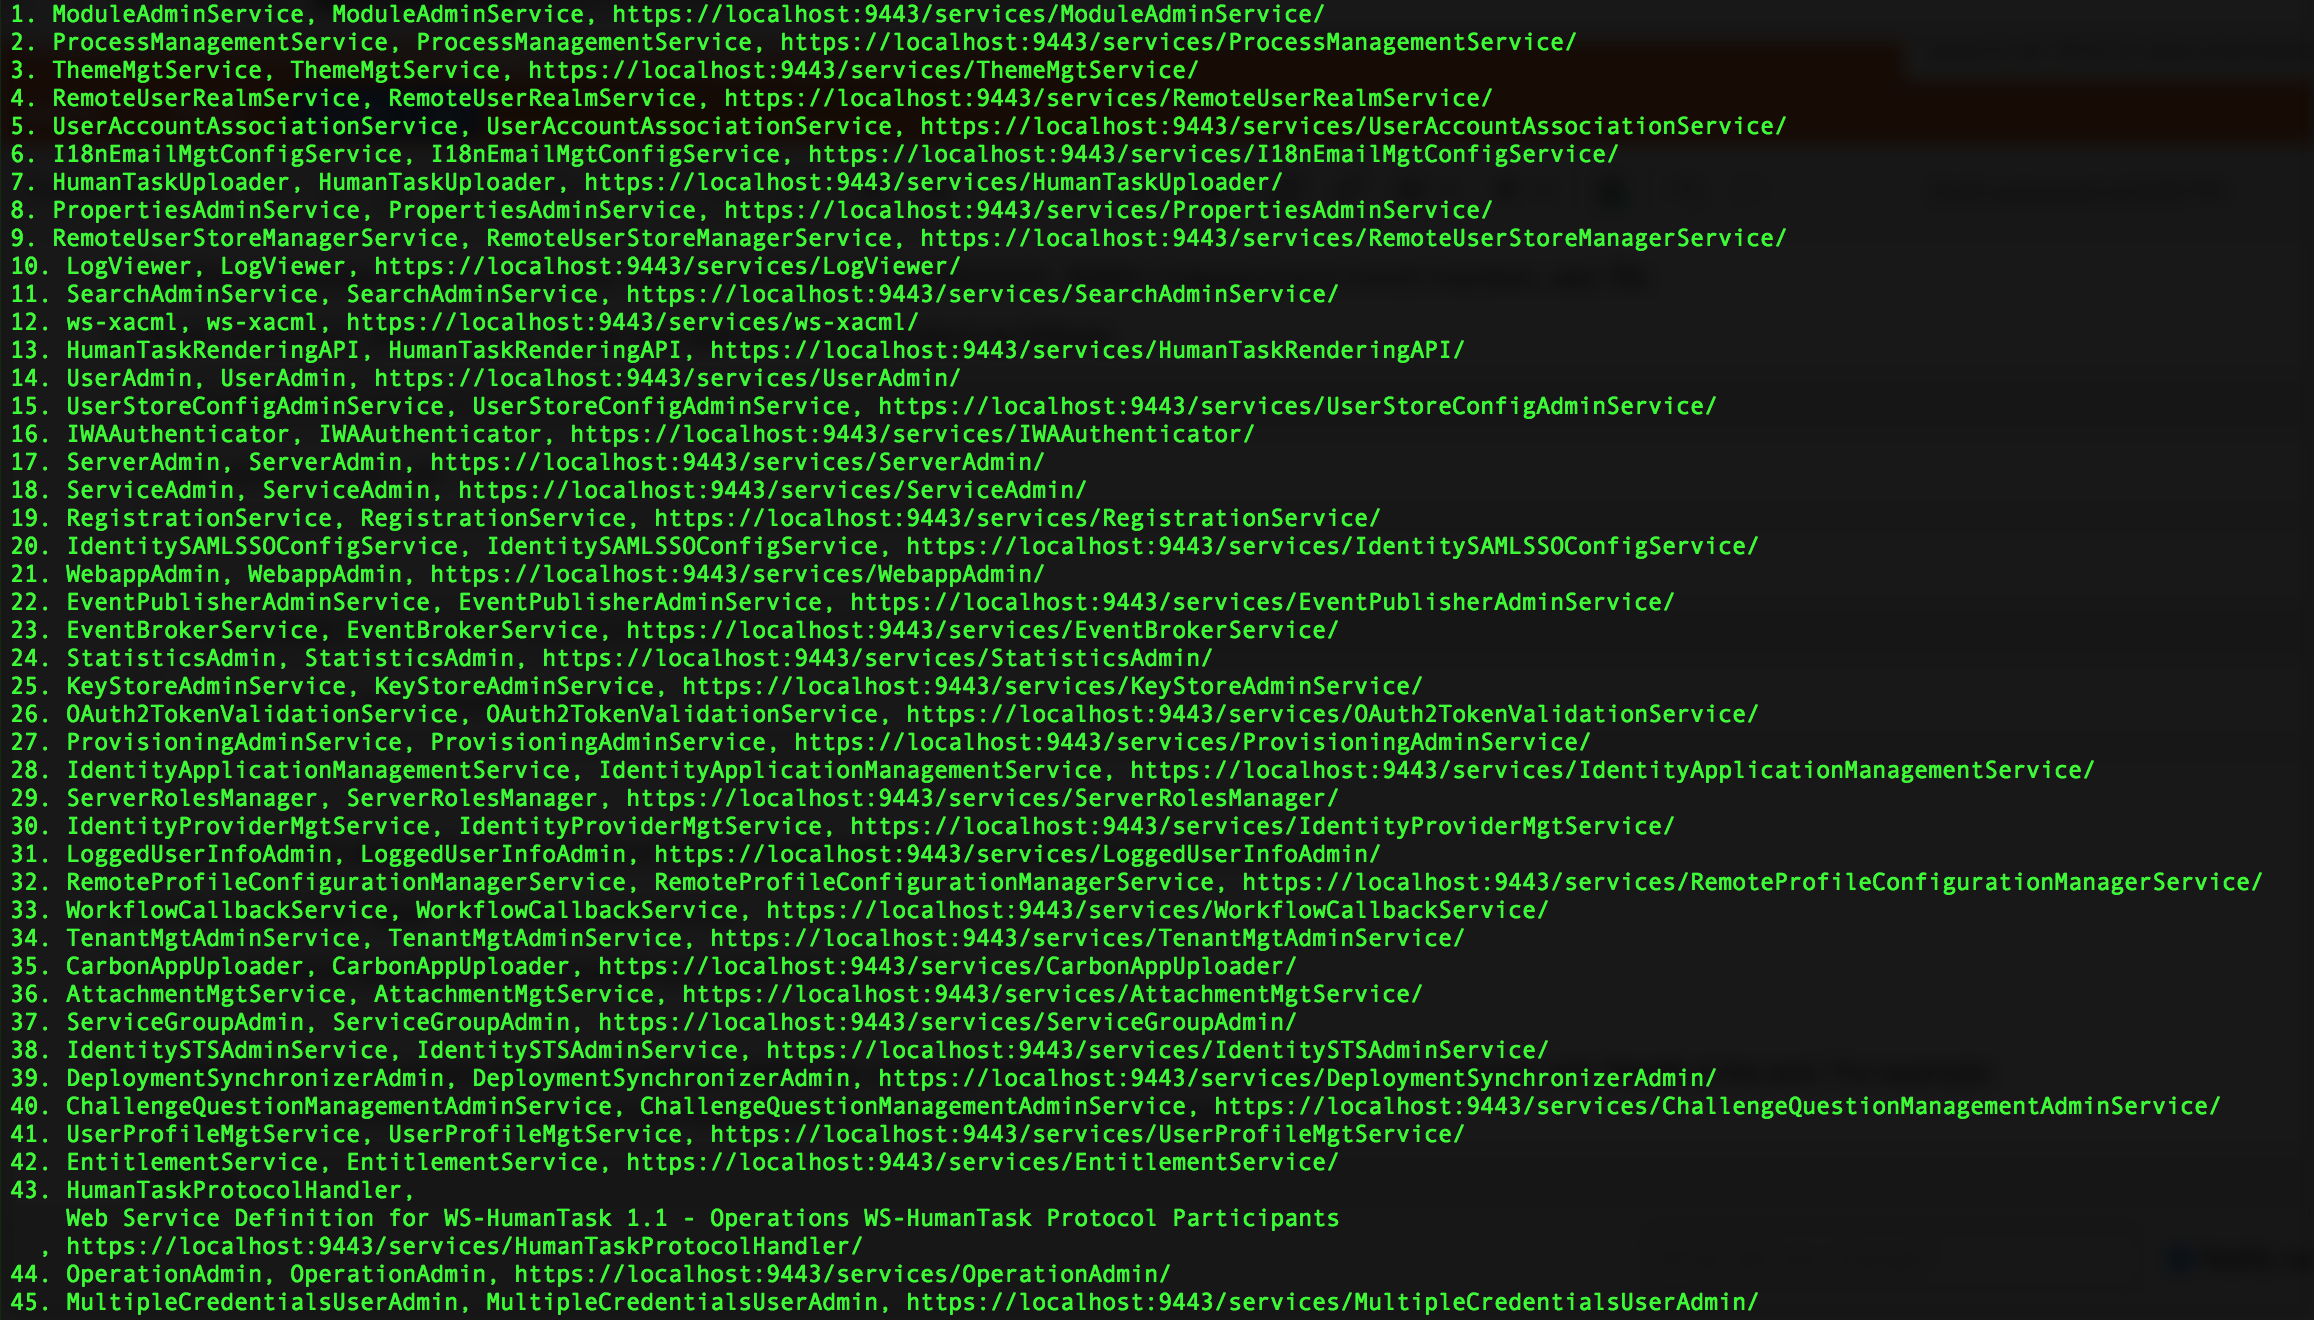 1. ModuleAdminService, ModuleAdminService, https://localhost:9443/services/ModuleAdminService/
2. ProcessManagementService, ProcessManagementService, https://localhost:9443/services/ProcessManagementService/
3. ThemeMgtService, ThemeMgtService, https://localhost:9443/services/ThemeMgtService/
4. RemoteUserRealmService, RemoteUserRealmService, https://localhost:9443/services/RemoteUserRealmService/
5. UserAccountAssociationService, UserAccountAssociationService, https://localhost:9443/services/UserAccountAssociationService/
6. I18nEmailMgtConfigService, I18nEmailMgtConfigService, https://localhost:9443/services/I18nEmailMgtConfigService/
7. HumanTaskUploader, HumanTaskUploader, https://localhost:9443/services/HumanTaskUploader/
8. PropertiesAdminService, PropertiesAdminService, https://localhost:9443/services/PropertiesAdminService/
9. RemoteUserStoreManagerService, RemoteUserStoreManagerService, https://localhost:9443/services/RemoteUserStoreManagerService/
10. LogViewer, LogViewer, https://localhost:9443/services/LogViewer/
11. SearchAdminService, SearchAdminService, https://localhost:9443/services/SearchAdminService/
12. ws-xacml, ws-xacml, https://localhost:9443/services/ws-xacml/
13. HumanTaskRenderingAPI, HumanTaskRenderingAPI, https://localhost:9443/services/HumanTaskRenderingAPI/
14. UserAdmin, UserAdmin, https://localhost:9443/services/UserAdmin/
15. UserStoreConfigAdminService, UserStoreConfigAdminService, https://localhost:9443/services/UserStoreConfigAdminService/
16. IWAAuthenticator, IWAAuthenticator, https://localhost:9443/services/IWAAuthenticator/
17. ServerAdmin, ServerAdmin, https://localhost:9443/services/ServerAdmin/
18. ServiceAdmin, ServiceAdmin, https://localhost:9443/services/ServiceAdmin/
19. RegistrationService, RegistrationService, https://localhost:9443/services/RegistrationService/
20. IdentitySAMLSSOConfigService, IdentitySAMLSSOConfigService, https://localhost:9443/services/IdentitySAMLSSOConfigService/
21. WebappAdmin, WebappAdmin, https://localhost:9443/services/WebappAdmin/
22. EventPublisherAdminService, EventPublisherAdminService, https://localhost:9443/services/EventPublisherAdminService/
23. EventBrokerService, EventBrokerService, https://localhost:9443/services/EventBrokerService/
24. StatisticsAdmin, StatisticsAdmin, https://localhost:9443/services/StatisticsAdmin/
25. KeyStoreAdminService, KeyStoreAdminService, https://localhost:9443/services/KeyStoreAdminService/
26. OAuth2TokenValidationService, OAuth2TokenValidationService, https://localhost:9443/services/OAuth2TokenValidationService/
27. ProvisioningAdminService, ProvisioningAdminService, https://localhost:9443/services/ProvisioningAdminService/
28. IdentityApplicationManagementService, IdentityApplicationManagementService, https://localhost:9443/services/IdentityApplicationManagementService/
29. ServerRolesManager, ServerRolesManager, https://localhost:9443/services/ServerRolesManager/
30. IdentityProviderMgtService, IdentityProviderMgtService, https://localhost:9443/services/IdentityProviderMgtService/
31. LoggedUserInfoAdmin, LoggedUserInfoAdmin, https://localhost:9443/services/LoggedUserInfoAdmin/
32. RemoteProfileConfigurationManagerService, RemoteProfileConfigurationManagerService, https://localhost:9443/services/RemoteProfileConfigurationManagerService/
33. WorkflowCallbackService, WorkflowCallbackService, https://localhost:9443/services/WorkflowCallbackService/
34. TenantMgtAdminService, TenantMgtAdminService, https://localhost:9443/services/TenantMgtAdminService/
35. CarbonAppUploader, CarbonAppUploader, https://localhost:9443/services/CarbonAppUploader/
36. AttachmentMgtService, AttachmentMgtService, https://localhost:9443/services/AttachmentMgtService/
37. ServiceGroupAdmin, ServiceGroupAdmin, https://localhost:9443/services/ServiceGroupAdmin/
38. IdentitySTSAdminService, IdentitySTSAdminService, https://localhost:9443/services/IdentitySTSAdminService/
39. DeploymentSynchronizerAdmin, DeploymentSynchronizerAdmin, https://localhost:9443/services/DeploymentSynchronizerAdmin/
40. ChallengeQuestionManagementAdminService, ChallengeQuestionManagementAdminService, https://localhost:9443/services/ChallengeQuestionManagementAdminService/
41. UserProfileMgtService, UserProfileMgtService, https://localhost:9443/services/UserProfileMgtService/
42. EntitlementService, EntitlementService, https://localhost:9443/services/EntitlementService/
43. HumanTaskProtocolHandler,
Web Service Definition for WS-HumanTask 1.1 - Operations WS-HumanTask Protocol Participants
, https://localhost:9443/services/HumanTaskProtocolHandler/
44. OperationAdmin, OperationAdmin, https://localhost:9443/services/OperationAdmin/
45. MultipleCredentialsUserAdmin, MultipleCredentialsUserAdmin, https://localhost:9443/services/MultipleCredentialsUserAdmin/